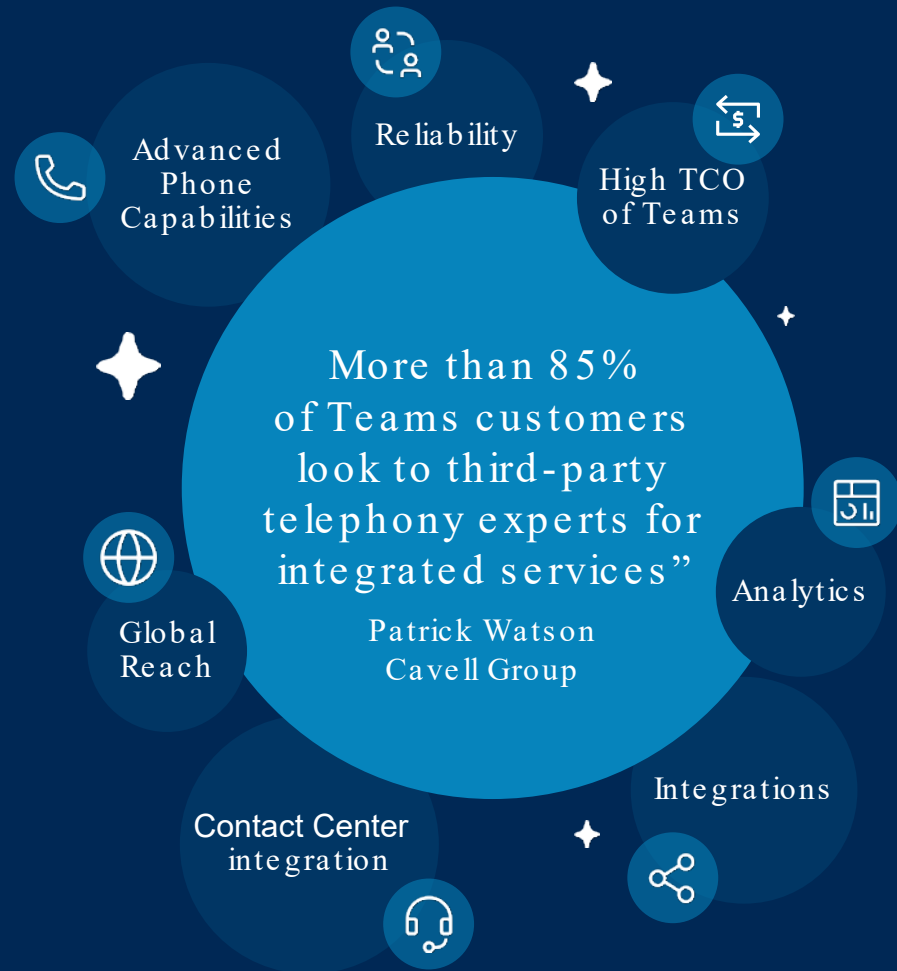 Reliability
Advanced
Phone
Capabilities
High TCO
of Teams
$
More than 85%
of Teams customers
look to third-party
telephony experts for
integrated services”
Patrick Watson
Cavell Group
Analytics
Global
Reach
Integrations
Contact Center
integration